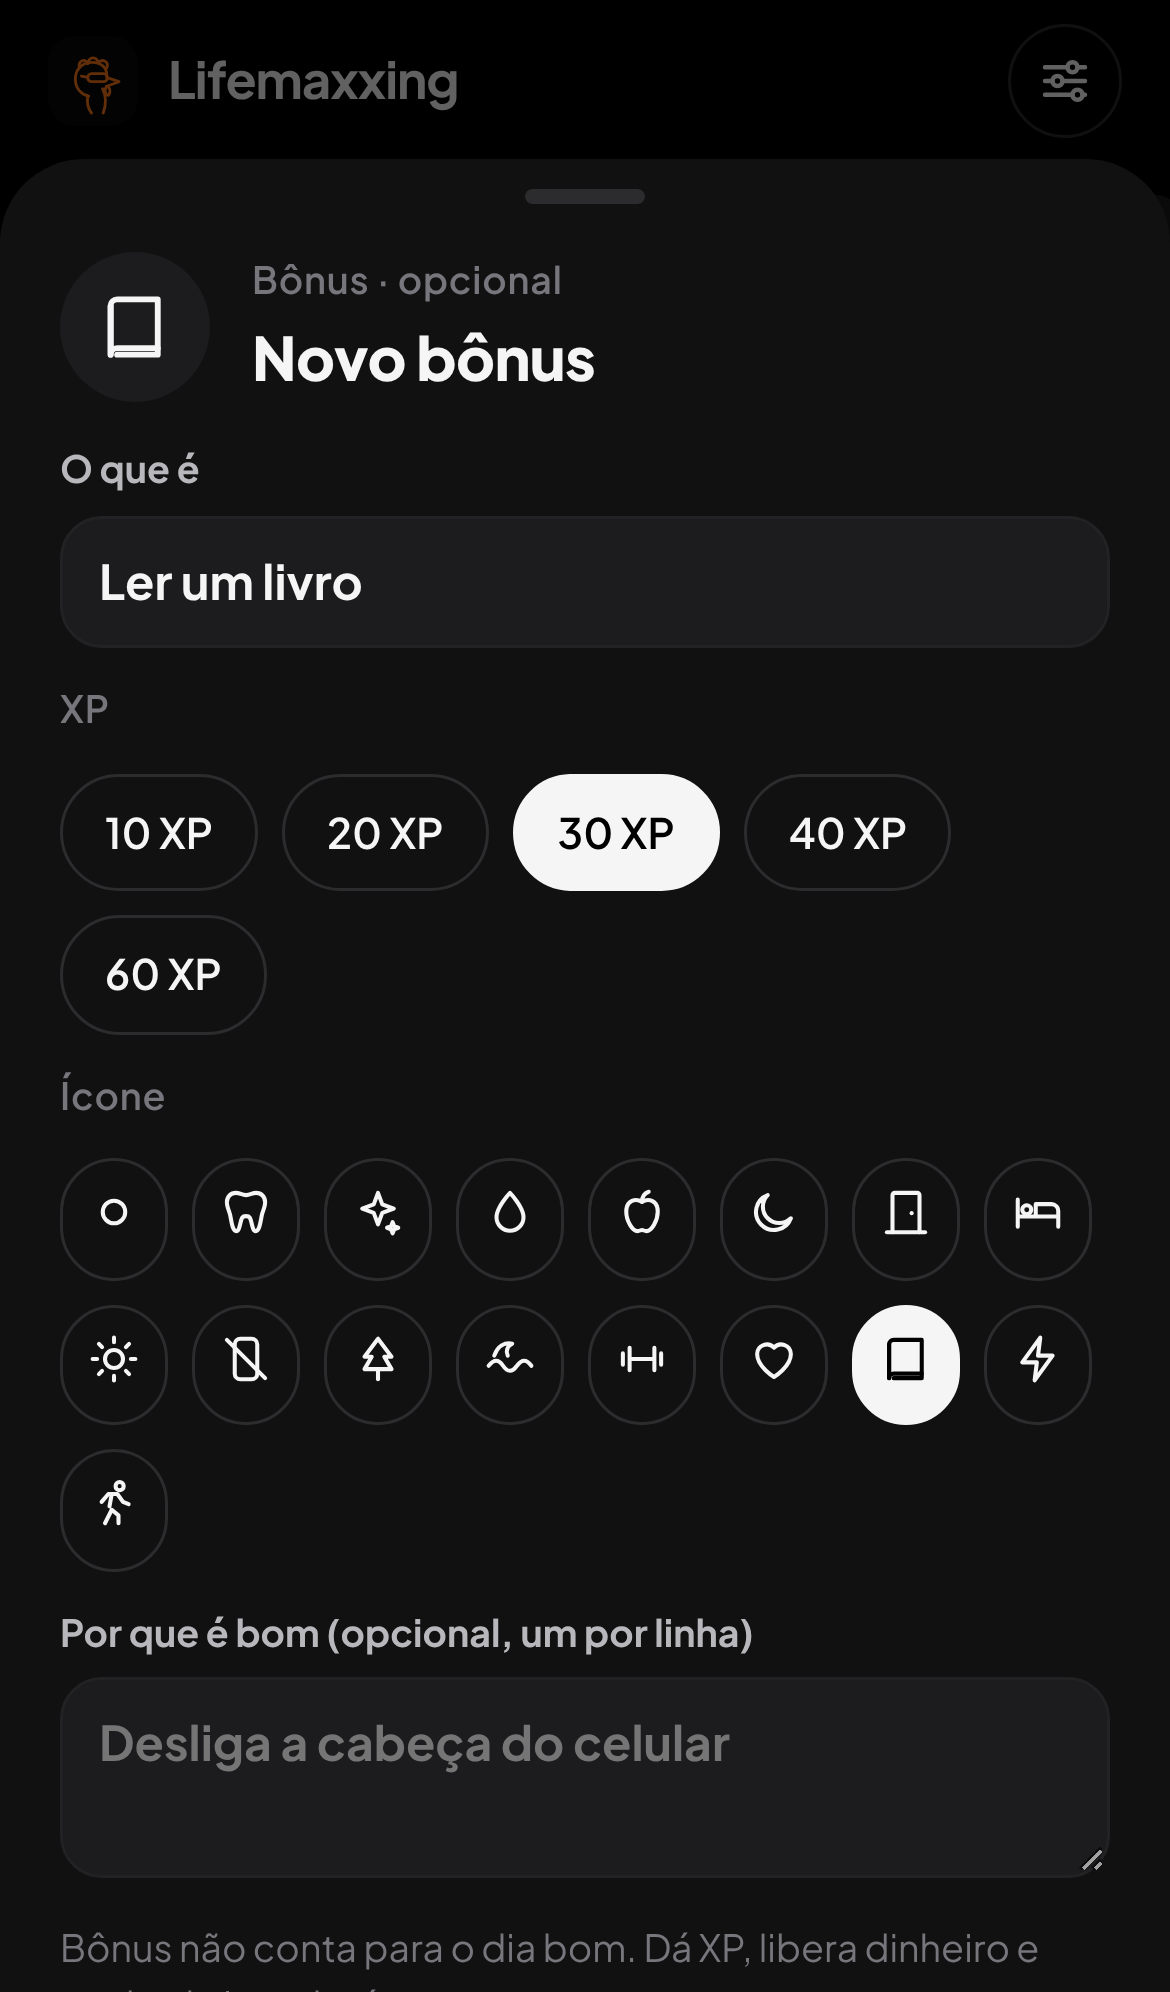 Lifemaxxing
Bônus · opcional
Novo bônus
O que é
Ler um livro
XP
10 XP
20 XP
30 XP
40 XP
60 XP
Ícone
Por que é bom (opcional, um por linha)
Desliga a cabeça do celular
Bônus não conta para o dia bom. Dá XP, libera dinheiro e